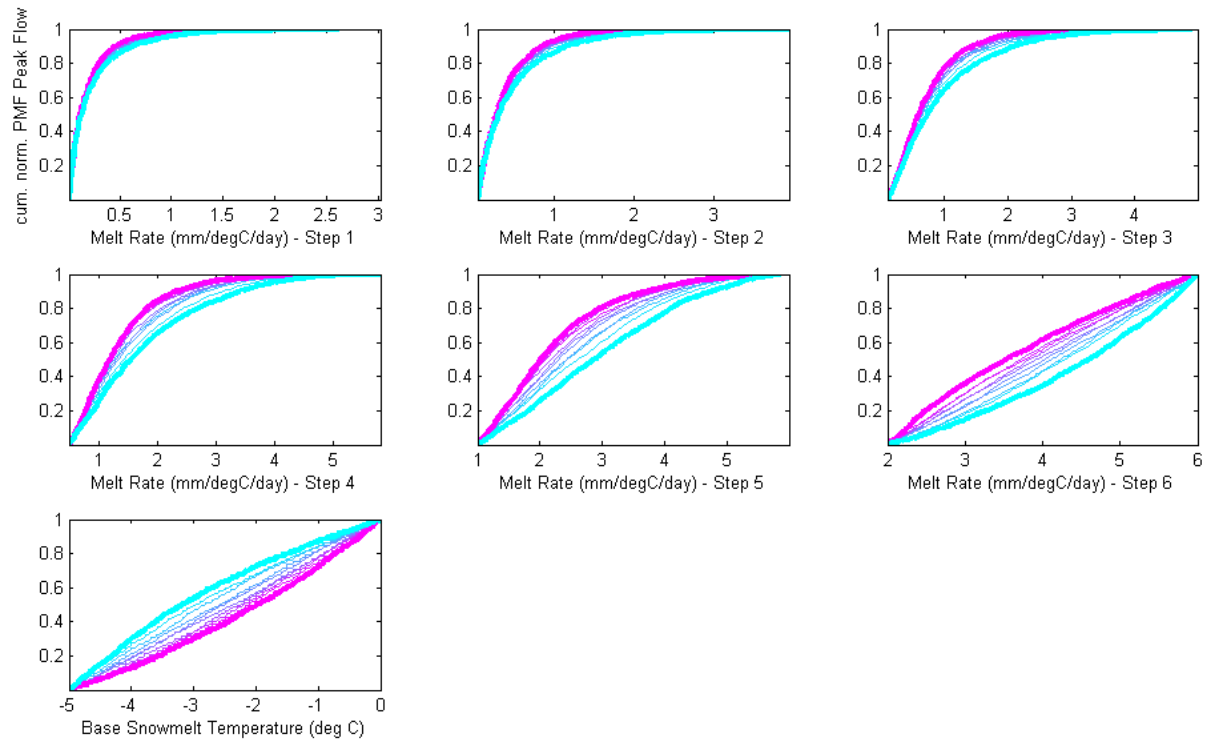 cum. norm. PMF Peak Flow
1
0.8
0.6
0.4
0.2
0.5 1 1.5 2 2.5 3
Melt Rate (mm/degC/day) - Step 1
1
0.8
0.6
0.4
0.2
1 2 3
Melt Rate (mm/degC/day) - Step 2
1
0.8
0.6
0.4
0.2
1 2 3 4
Melt Rate (mm/degC/day) - Step 3
1
0.8
0.6
0.4
0.2
1 2 3 4 5
Melt Rate (mm/degC/day) - Step 4
1
0.8
0.6
0.4
0.2
1 2 3 4 5
Melt Rate (mm/degC/day) - Step 5
1
0.8
0.6
0.4
0.2
2 3 4 5 6
Melt Rate (mm/degC/day) - Step 6
1
0.8
0.6
0.4
0.2
-5 -4 -3 -2 -1 0
Base Snowmelt Temperature (deg C)